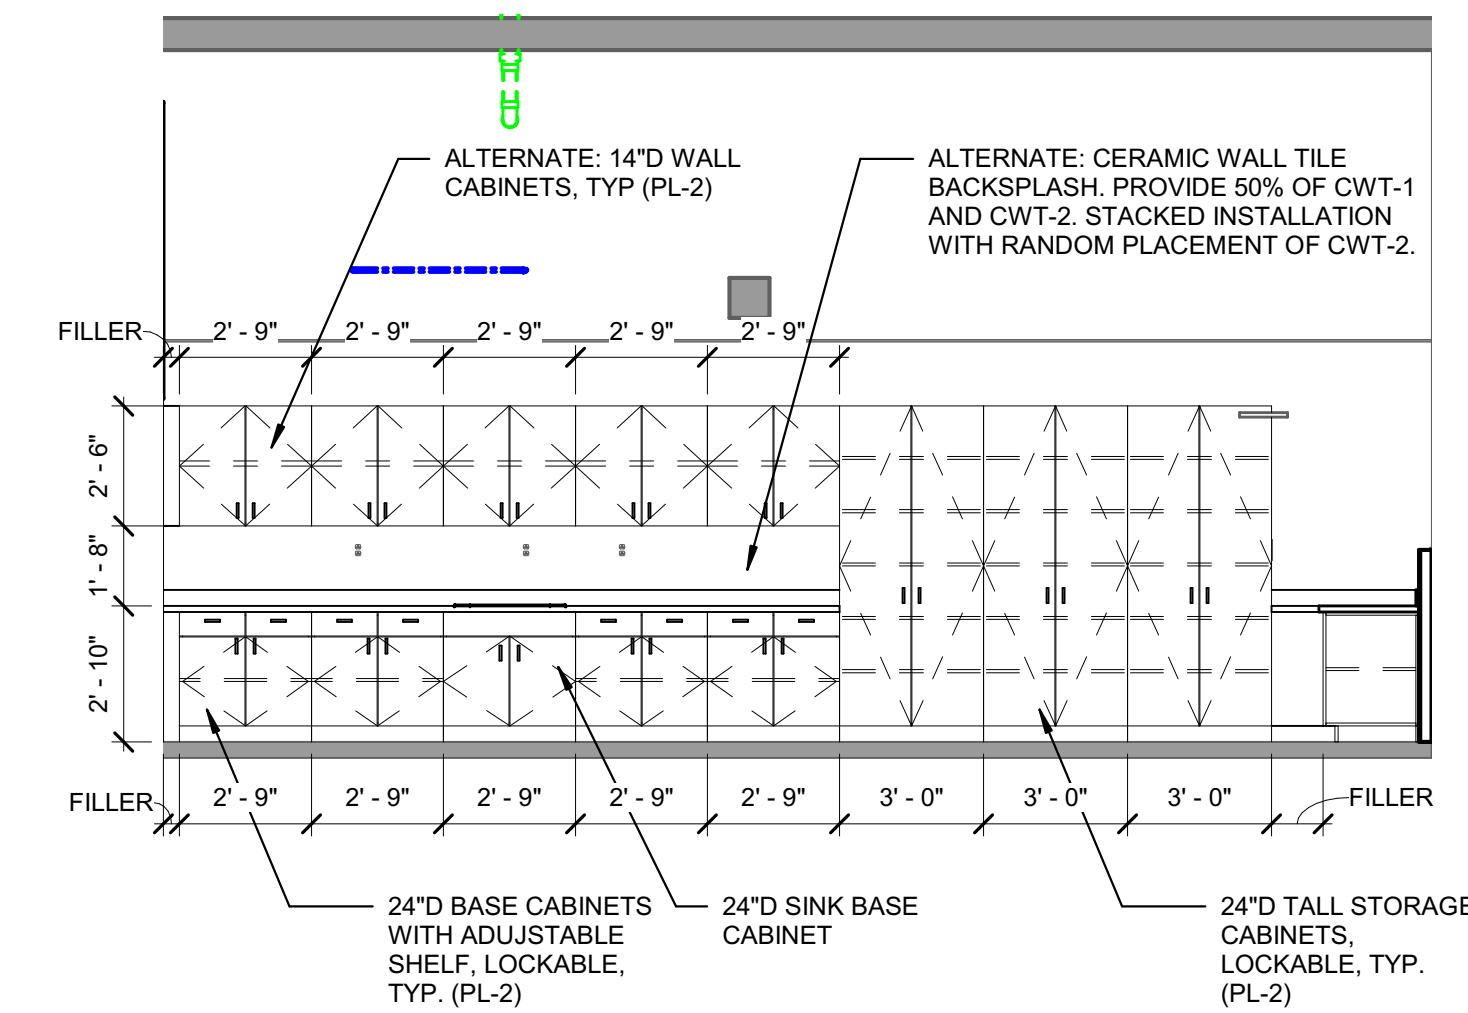 ALTERNATE: 14"D WALL
CABINETS, TYP (PL-2)
ALTERNATE: CERAMIC WALL TILE
BACKSPLASH. PROVIDE 50% OF CWT-1
AND CWT-2. STACKED INSTALLATION
WITH RANDOM PLACEMENT OF CWT-2.
FILLER
2' - 9"
2' - 9"
2' - 9"
2' - 9"
2' - 9"
2' - 6"
1' - 8"
2' - 10"
FILLER
2' - 9"
2' - 9"
2' - 9"
2' - 9"
2' - 9"
3' - 0"
3' - 0"
3' - 0"
FILLER
24"D BASE CABINETS
WITH ADUJSTABLE
SHELF, LOCKABLE,
TYP. (PL-2)
24"D SINK BASE
CABINET
24"D TALL STORAGE
CABINETS,
LOCKABLE, TYP.
(PL-2)